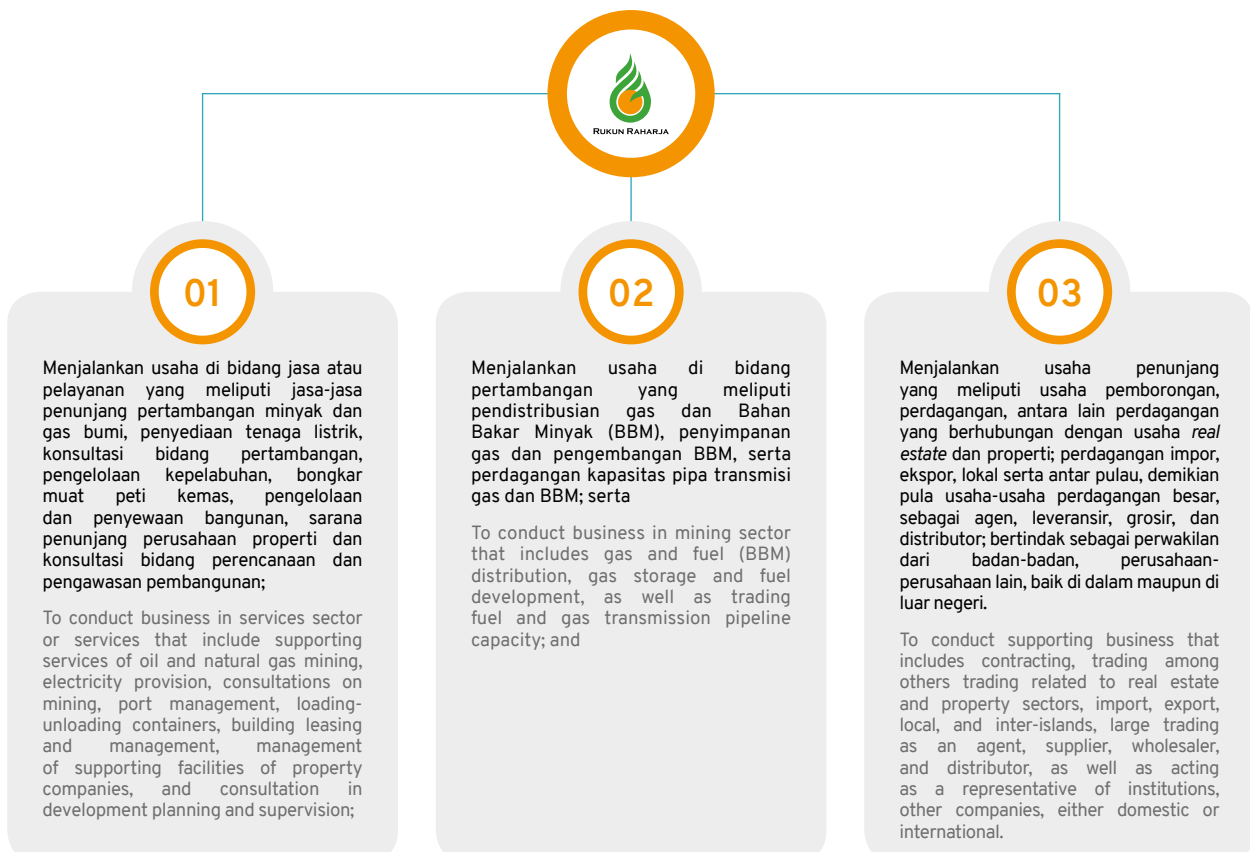 RUKUN RAHARJA
01
Menjalankan usaha di bidang jasa atau
pelayanan yang meliputi jasa-jasa
penunjang pertambangan minyak dan
gas bumi, penyediaan tenaga listrik,
konsultasi bidang pertambangan,
pengelolaan kepelabuhan, bongkar
muat peti kemas, pengelolaan
dan penyewaan bangunan, sarana
penunjang perusahaan properti dan
konsultasi bidang perencanaan dan
pengawasan pembangunan;
To conduct business in services sector
or services that include supporting
services of oil and natural gas mining,
electricity provision, consultations on
mining, port management, loading-
unloading containers, building leasing
and management, management
of supporting facilities of property
companies, and consultation in
development planning and supervision;
02
Menjalankan usaha di bidang
pertambangan yang meliputi
pendistribusian gas dan Bahan
Bakar Minyak (BBM), penyimpanan
gas dan pengembangan BBM, serta
perdagangan kapasitas pipa transmisi
gas dan BBM; serta
To conduct business in mining sector
that includes gas and fuel (BBM)
distribution, gas storage and fuel
development, as well as trading
fuel and gas transmission pipeline
capacity; and
03
Menjalankan usaha penunjang
yang meliputi usaha pemborongan,
perdagangan, antara lain perdagangan
yang berhubungan dengan usaha real
estate dan properti; perdagangan impor,
ekspor, lokal serta antar pulau, demikian
pula usaha-usaha perdagangan besar,
sebagai agen, leveransir, grosir, dan
distributor; bertindak sebagai perwakilan
dari badan-badan, perusahaan-
perusahaan lain, baik di dalam maupun di
luar negeri.
To conduct supporting business that
includes contracting, trading among
others trading related to real estate
and property sectors, import, export,
local, and inter-islands, large trading
as an agent, supplier, wholesaler,
and distributor, as well as acting
as a representative of institutions,
other companies, either domestic or
international.